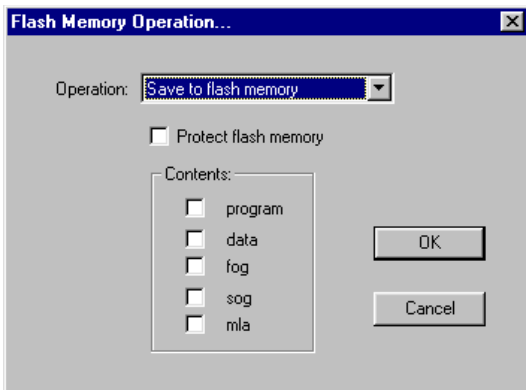 Flash Memory Operation...
Operation: Save to flash memory
Protect flash memory
Contents:
program
data
fog
sog
mla
OK
Cancel